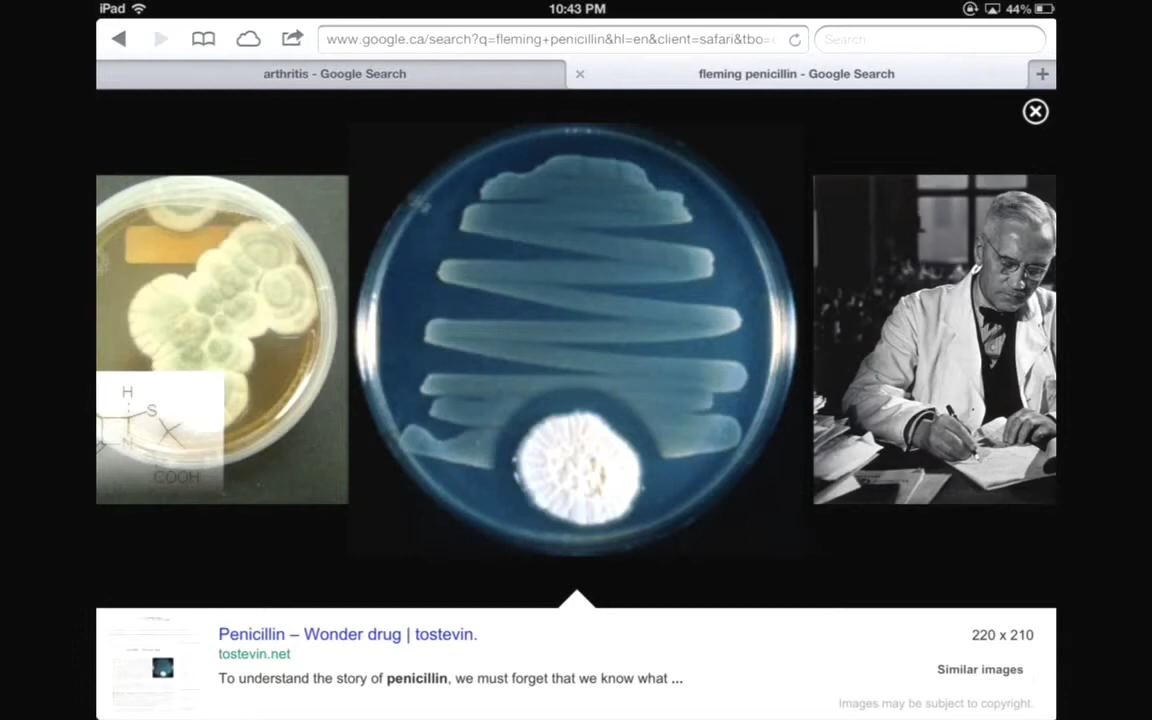 iPad
10:43 PM
44%
www.google.ca/search?q=fleming+penicillin&hl=en&client=safari&tbo=
Search
arthritis - Google Search
fleming penicillin - Google Search
H
S
N
COOH
Penicillin – Wonder drug | tostevin.
220 x 210
tostevin.net
Similar images
To understand the story of penicillin, we must forget that we know what ...
Images may be subject to copyright.